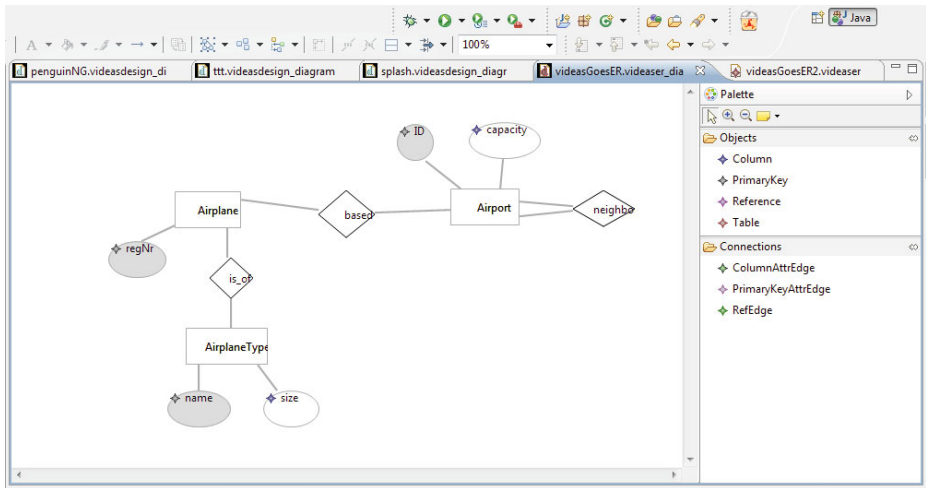 Java
A
100%
penguinNG.videasdesign_di
ttt.videasdesign_diagram
splash.videasdesign_diagr
videasGoesER.videaser_dia
videasGoesER2.videaser
Palette
Objects
Column
PrimaryKey
Reference
Table
Connections
ColumnAttrEdge
PrimaryKeyAttrEdge
RefEdge
ID
capacity
Airplane
based
Airport
neighbo
regNr
is_of
AirplaneType
name
size